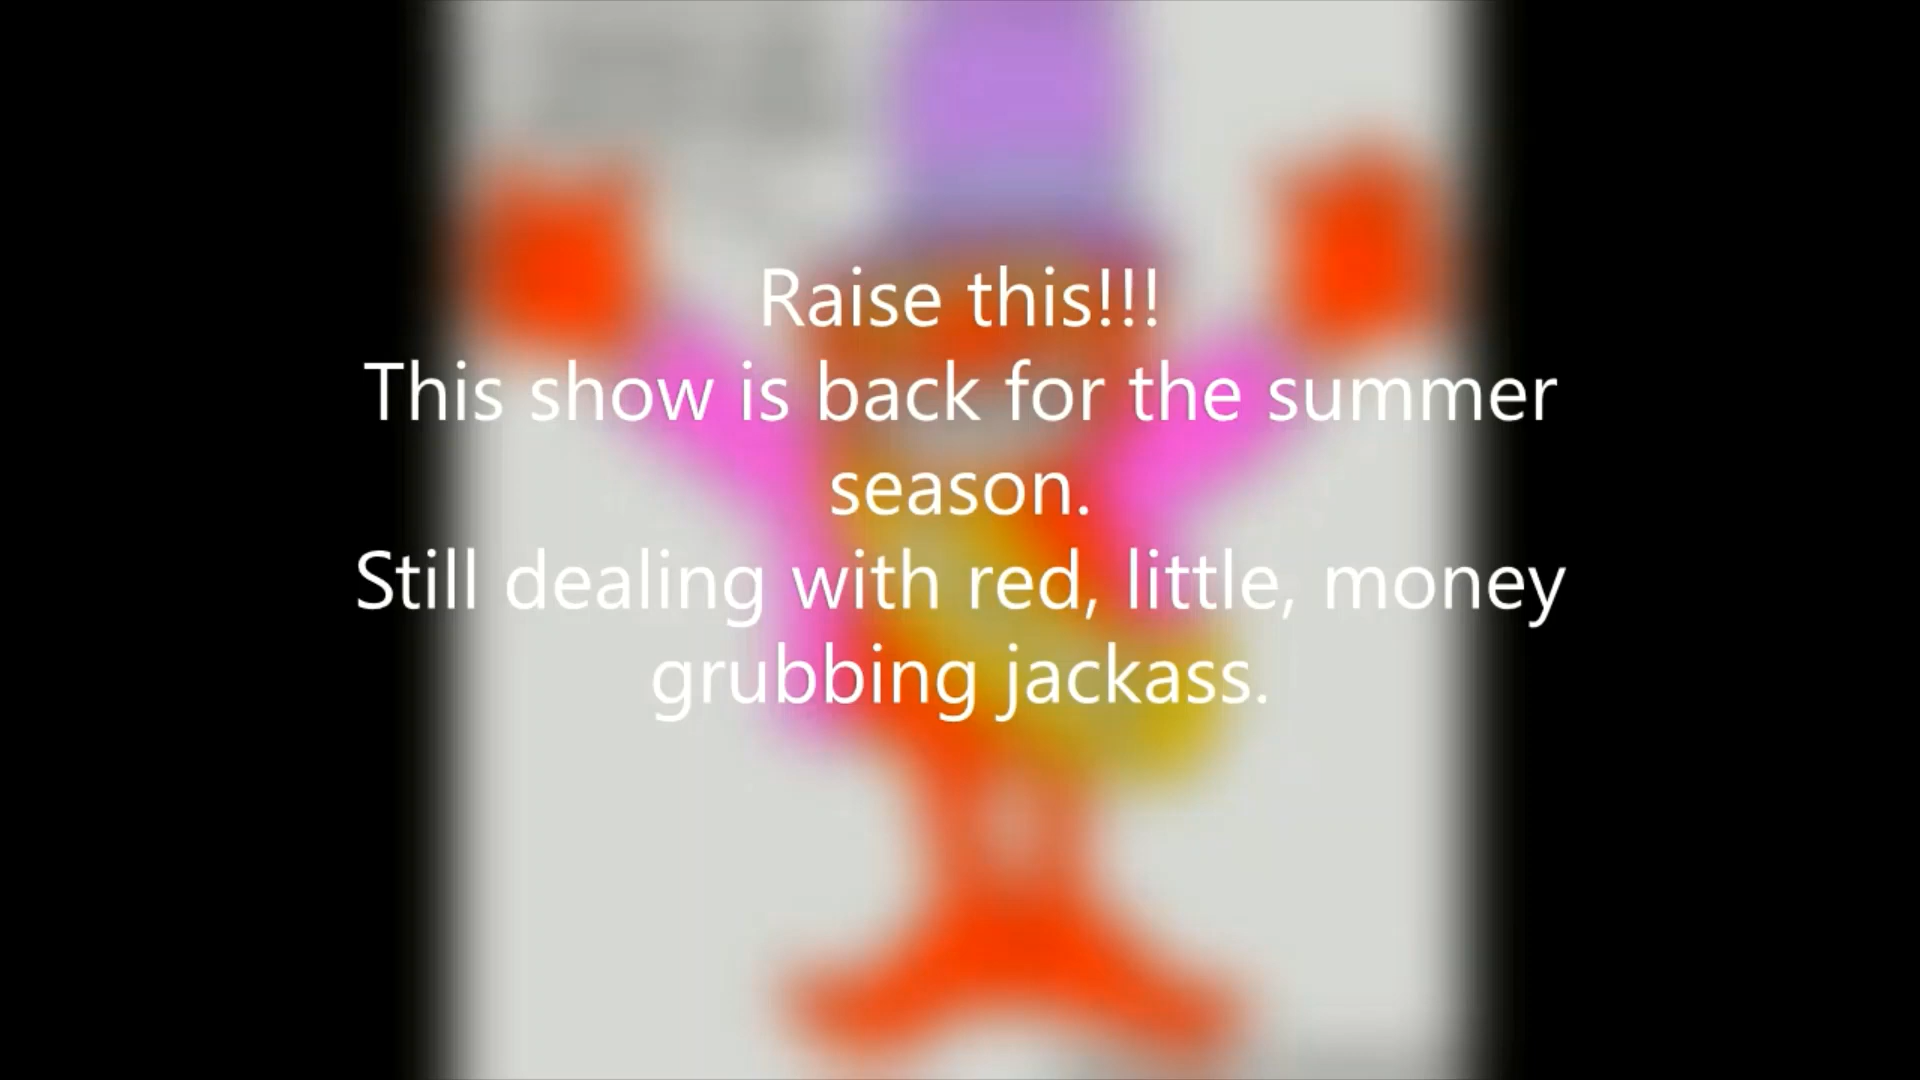 Raise this!!!
This show is back for the summer
season.
Still dealing with red, little, money
grubbing jackass.